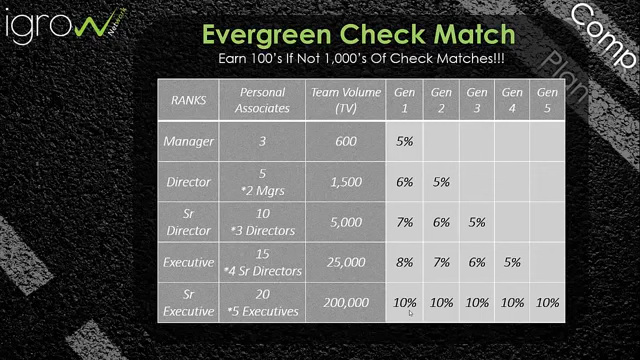 igrow
Network
Evergreen Check Match
Earn 100's If Not 1,000's Of Check Matches!!!
Comp
Plan
RANKS Personal Associates Team Volume (TV) Gen 1 Gen 2 Gen 3 Gen 4 Gen 5
Manager 3 600 5%
Director 5 *2 Mgrs 1,500 6% 5%
Sr Director 10 *3 Directors 5,000 7% 6% 5%
Executive 15 *4 Sr Directors 25,000 8% 7% 6% 5%
Sr Executive 20 *5 Executives 200,000 10% 10% 10% 10% 10%